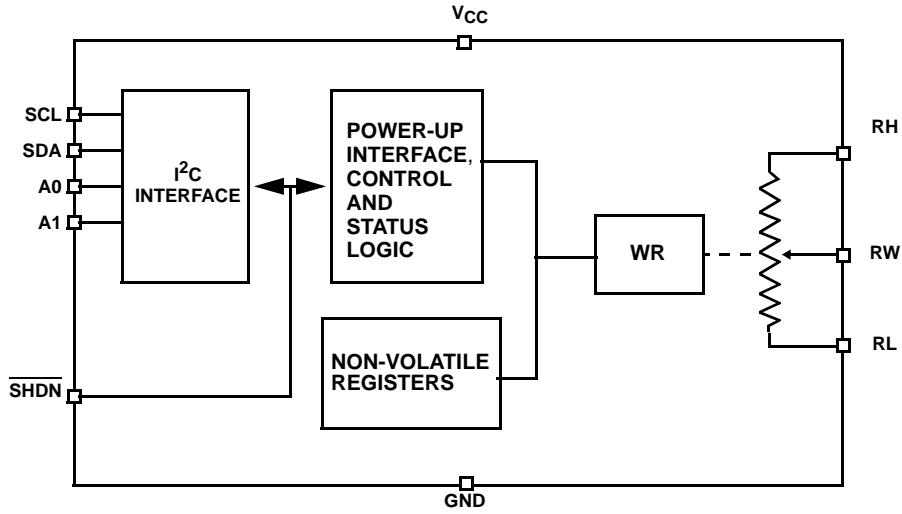 VCC
SCL
SDA
A0
A1
I2C
INTERFACE
POWER-UP
INTERFACE,
CONTROL
AND
STATUS
LOGIC
WR
RH
RW
RL
NON-VOLATILE
REGISTERS
SHDN
GND